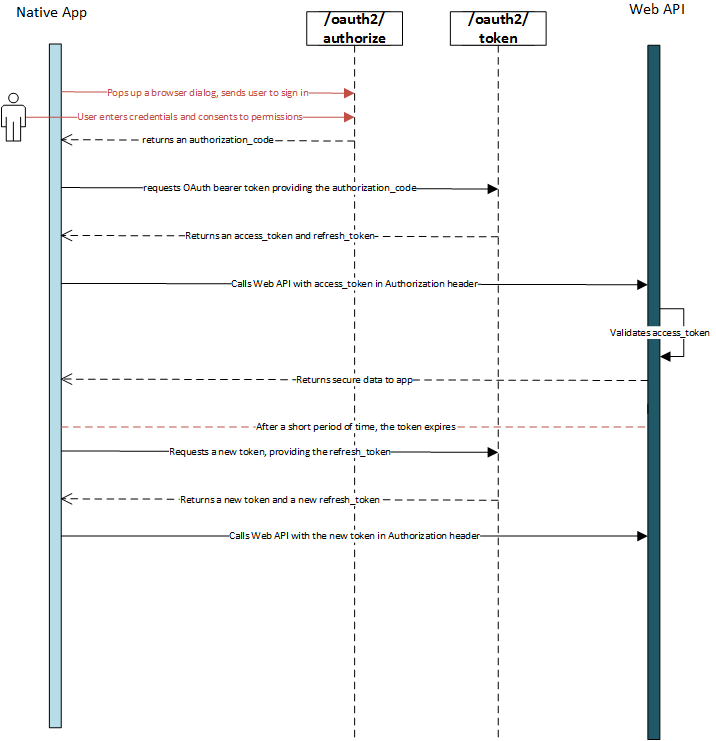 Native App
/oauth2/
authorize
/oauth2/
token
Web API
Pops up a browser dialog, sends user to sign in
User enters credentials and consents to permissions
returns an authorization_code
requests OAuth bearer token providing the authorization_code
Returns an access_token and refresh_token
Calls Web API with access_token in Authorization header
Validates access_token
Returns secure data to app
After a short period of time, the token expires
Requests a new token, providing the refresh_token
Returns a new token and a new refresh_token
Calls Web API with the new token in Authorization header